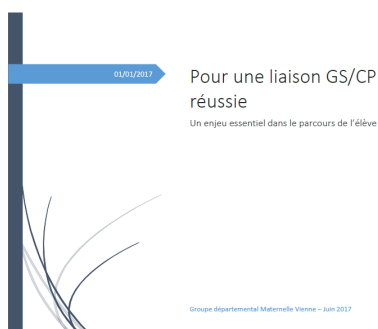 01/01/2017
Pour une liaison GS/CP
réussie
Un enjeu essentiel dans le parcours de l'élève
Groupe départemental Maternelle Vienne – Juin 2017